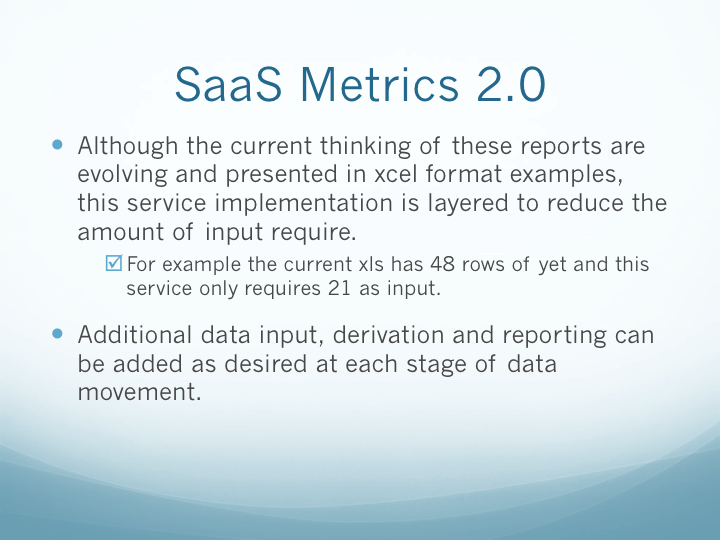 SaaS Metrics 2.0
Although the current thinking of these reports are
evolving and presented in xcel format examples,
this service implementation is layered to reduce the
amount of input require.
For example the current xls has 48 rows of yet and this
service only requires 21 as input.
Additional data input, derivation and reporting can
be added as desired at each stage of data
movement.